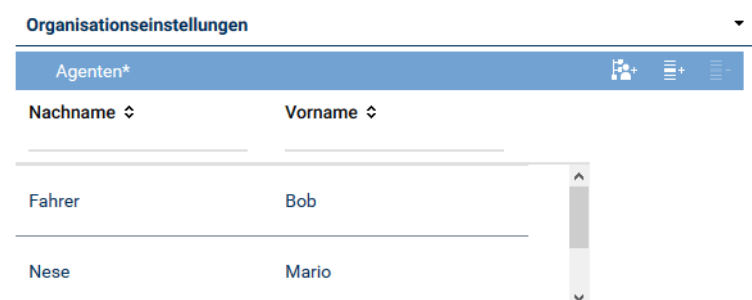 Organisationseinstellungen
Agenten*
Nachname Vorname
Fahrer Bob
Nese Mario